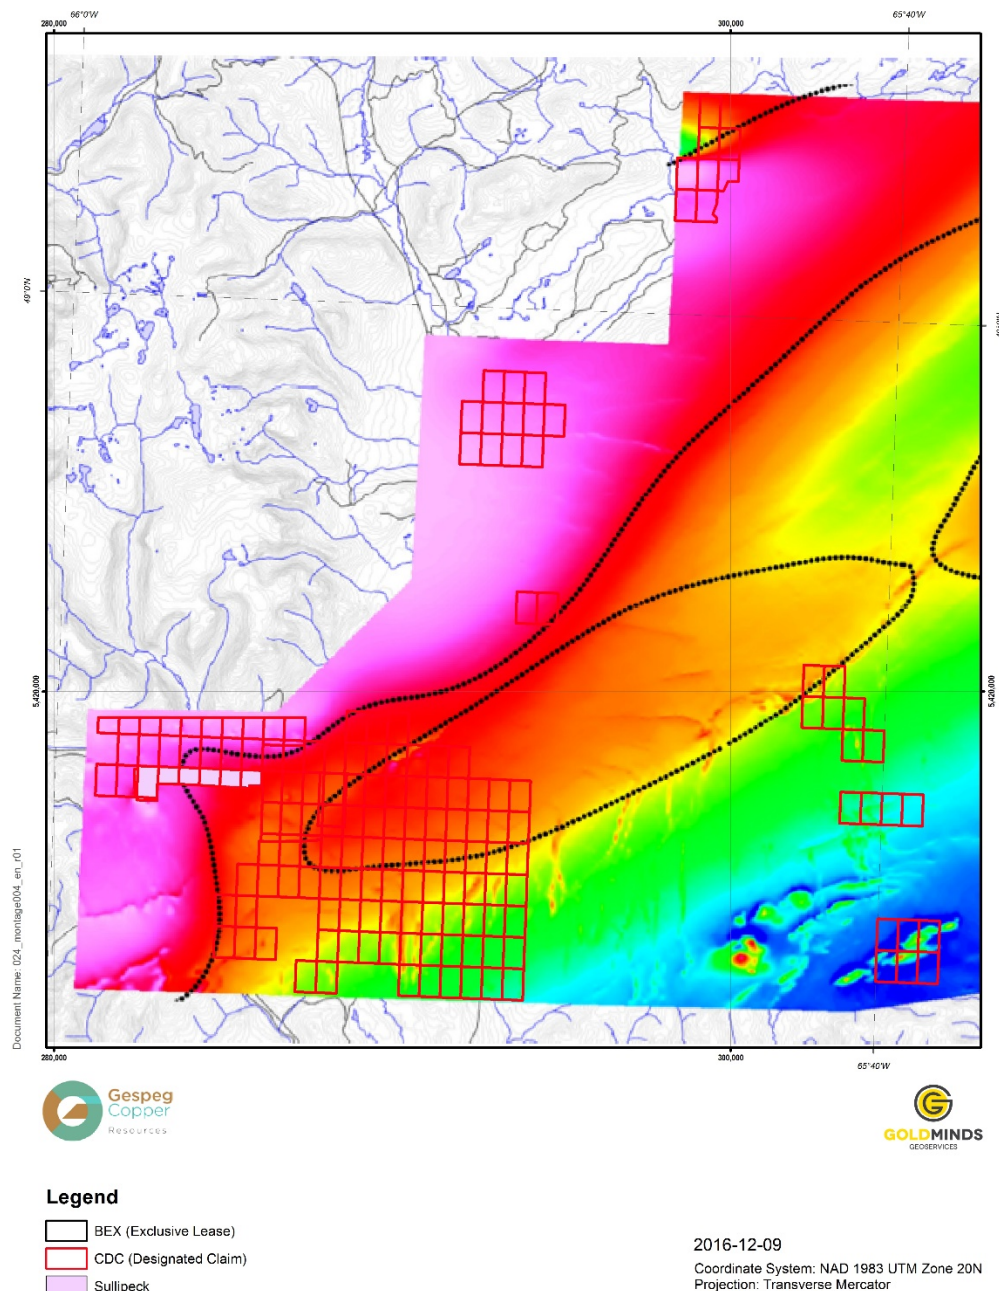 66°0'W
65°40'W
280,000
300,000
49°0'N
5,420,000
5,420,000
Document Name: 024_montage004_en_r01
280,000
300,000
65°40'W
Gespeg
Copper
Resources
GOLDMINDS
GEOSERVICES
Legend
BEX (Exclusive Lease)
CDC (Designated Claim)
Sullipeck
2016-12-09
Coordinate System: NAD 1983 UTM Zone 20N
Projection: Transverse Mercator